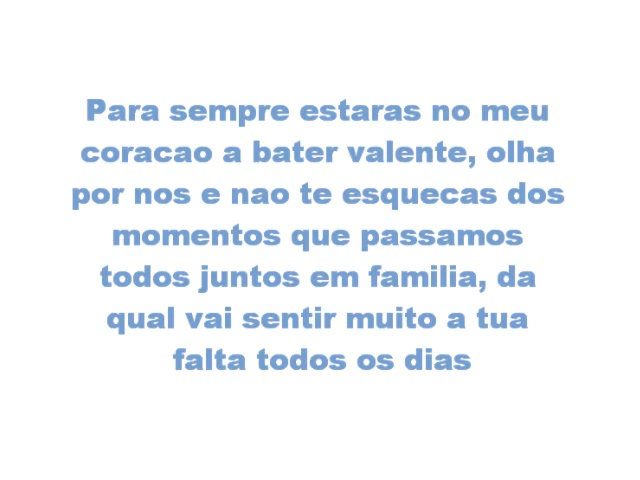 Para sempre estaras no meu
coracao a bater valente, olha
por nos e nao te esquecas dos
momentos que passamos
todos juntos em familia, da
qual vai sentir muito a tua
falta todos os dias